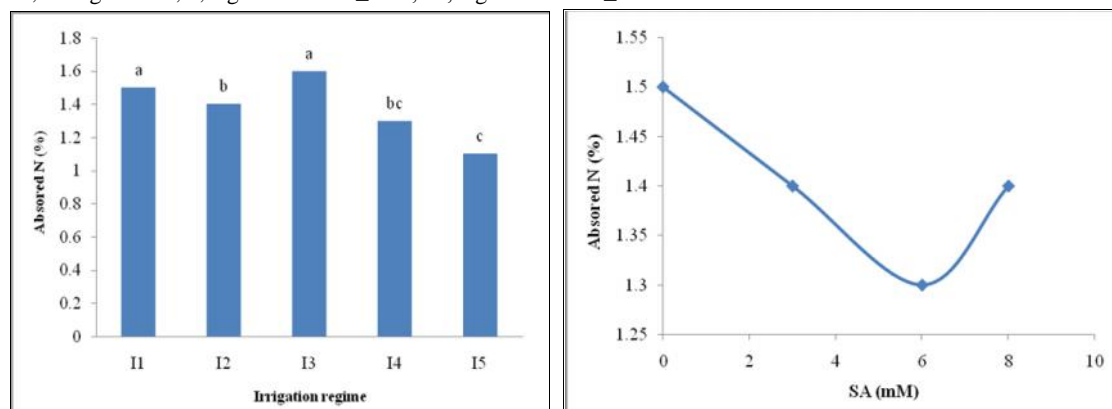 1.8
1.6
1.4
1.2
1
0.8
0.6
0.4
0.2
0
Absored N (%)
a
b
a
bc
c
I1 I2 I3 I4 I5
Irrigation regime
1.55
1.5
1.45
1.4
1.35
1.3
1.25
Absored N (%)
0 2 4 6 8 10
SA (mM)